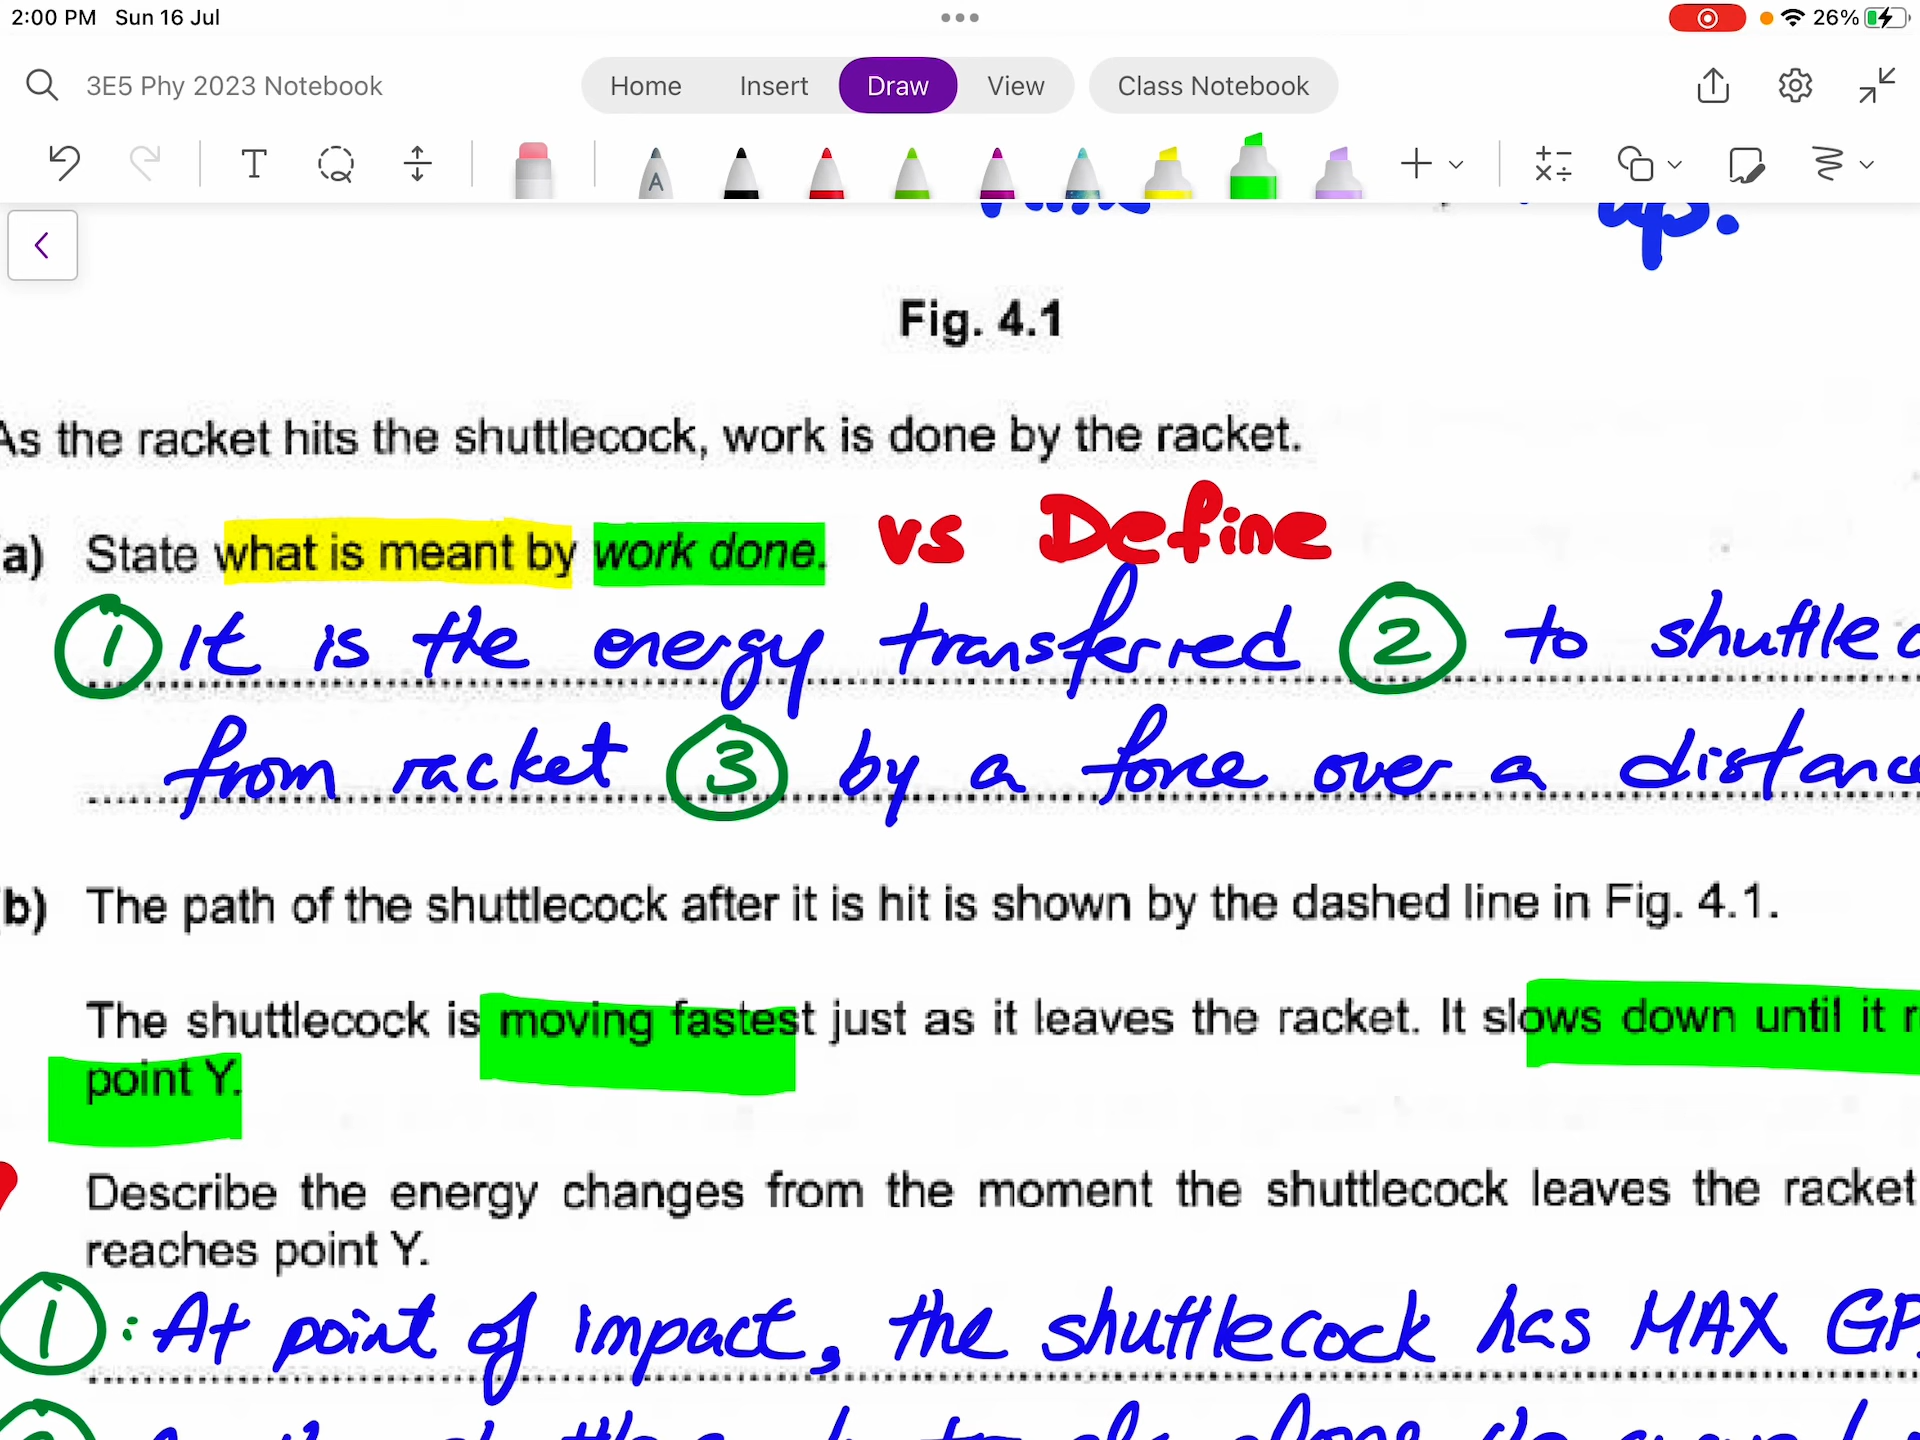 2:00 PM Sun 16 Jul
26%
3E5 Phy 2023 Notebook
Home Insert Draw View Class Notebook
T
A
ups.
Fig. 4.1
As the racket hits the shuttlecock, work is done by the racket.
a) State what is meant by work done. vs Define
1 It is the energy transferred 2 to shuttlec
from racket 3 by a force over a distanc
b) The path of the shuttlecock after it is hit is shown by the dashed line in Fig. 4.1.
The shuttlecock is moving fastest just as it leaves the racket. It slows down until it r
point Y.
Describe the energy changes from the moment the shuttlecock leaves the racket
reaches point Y.
1 : At point of impact, the shuttlecock has MAX GP